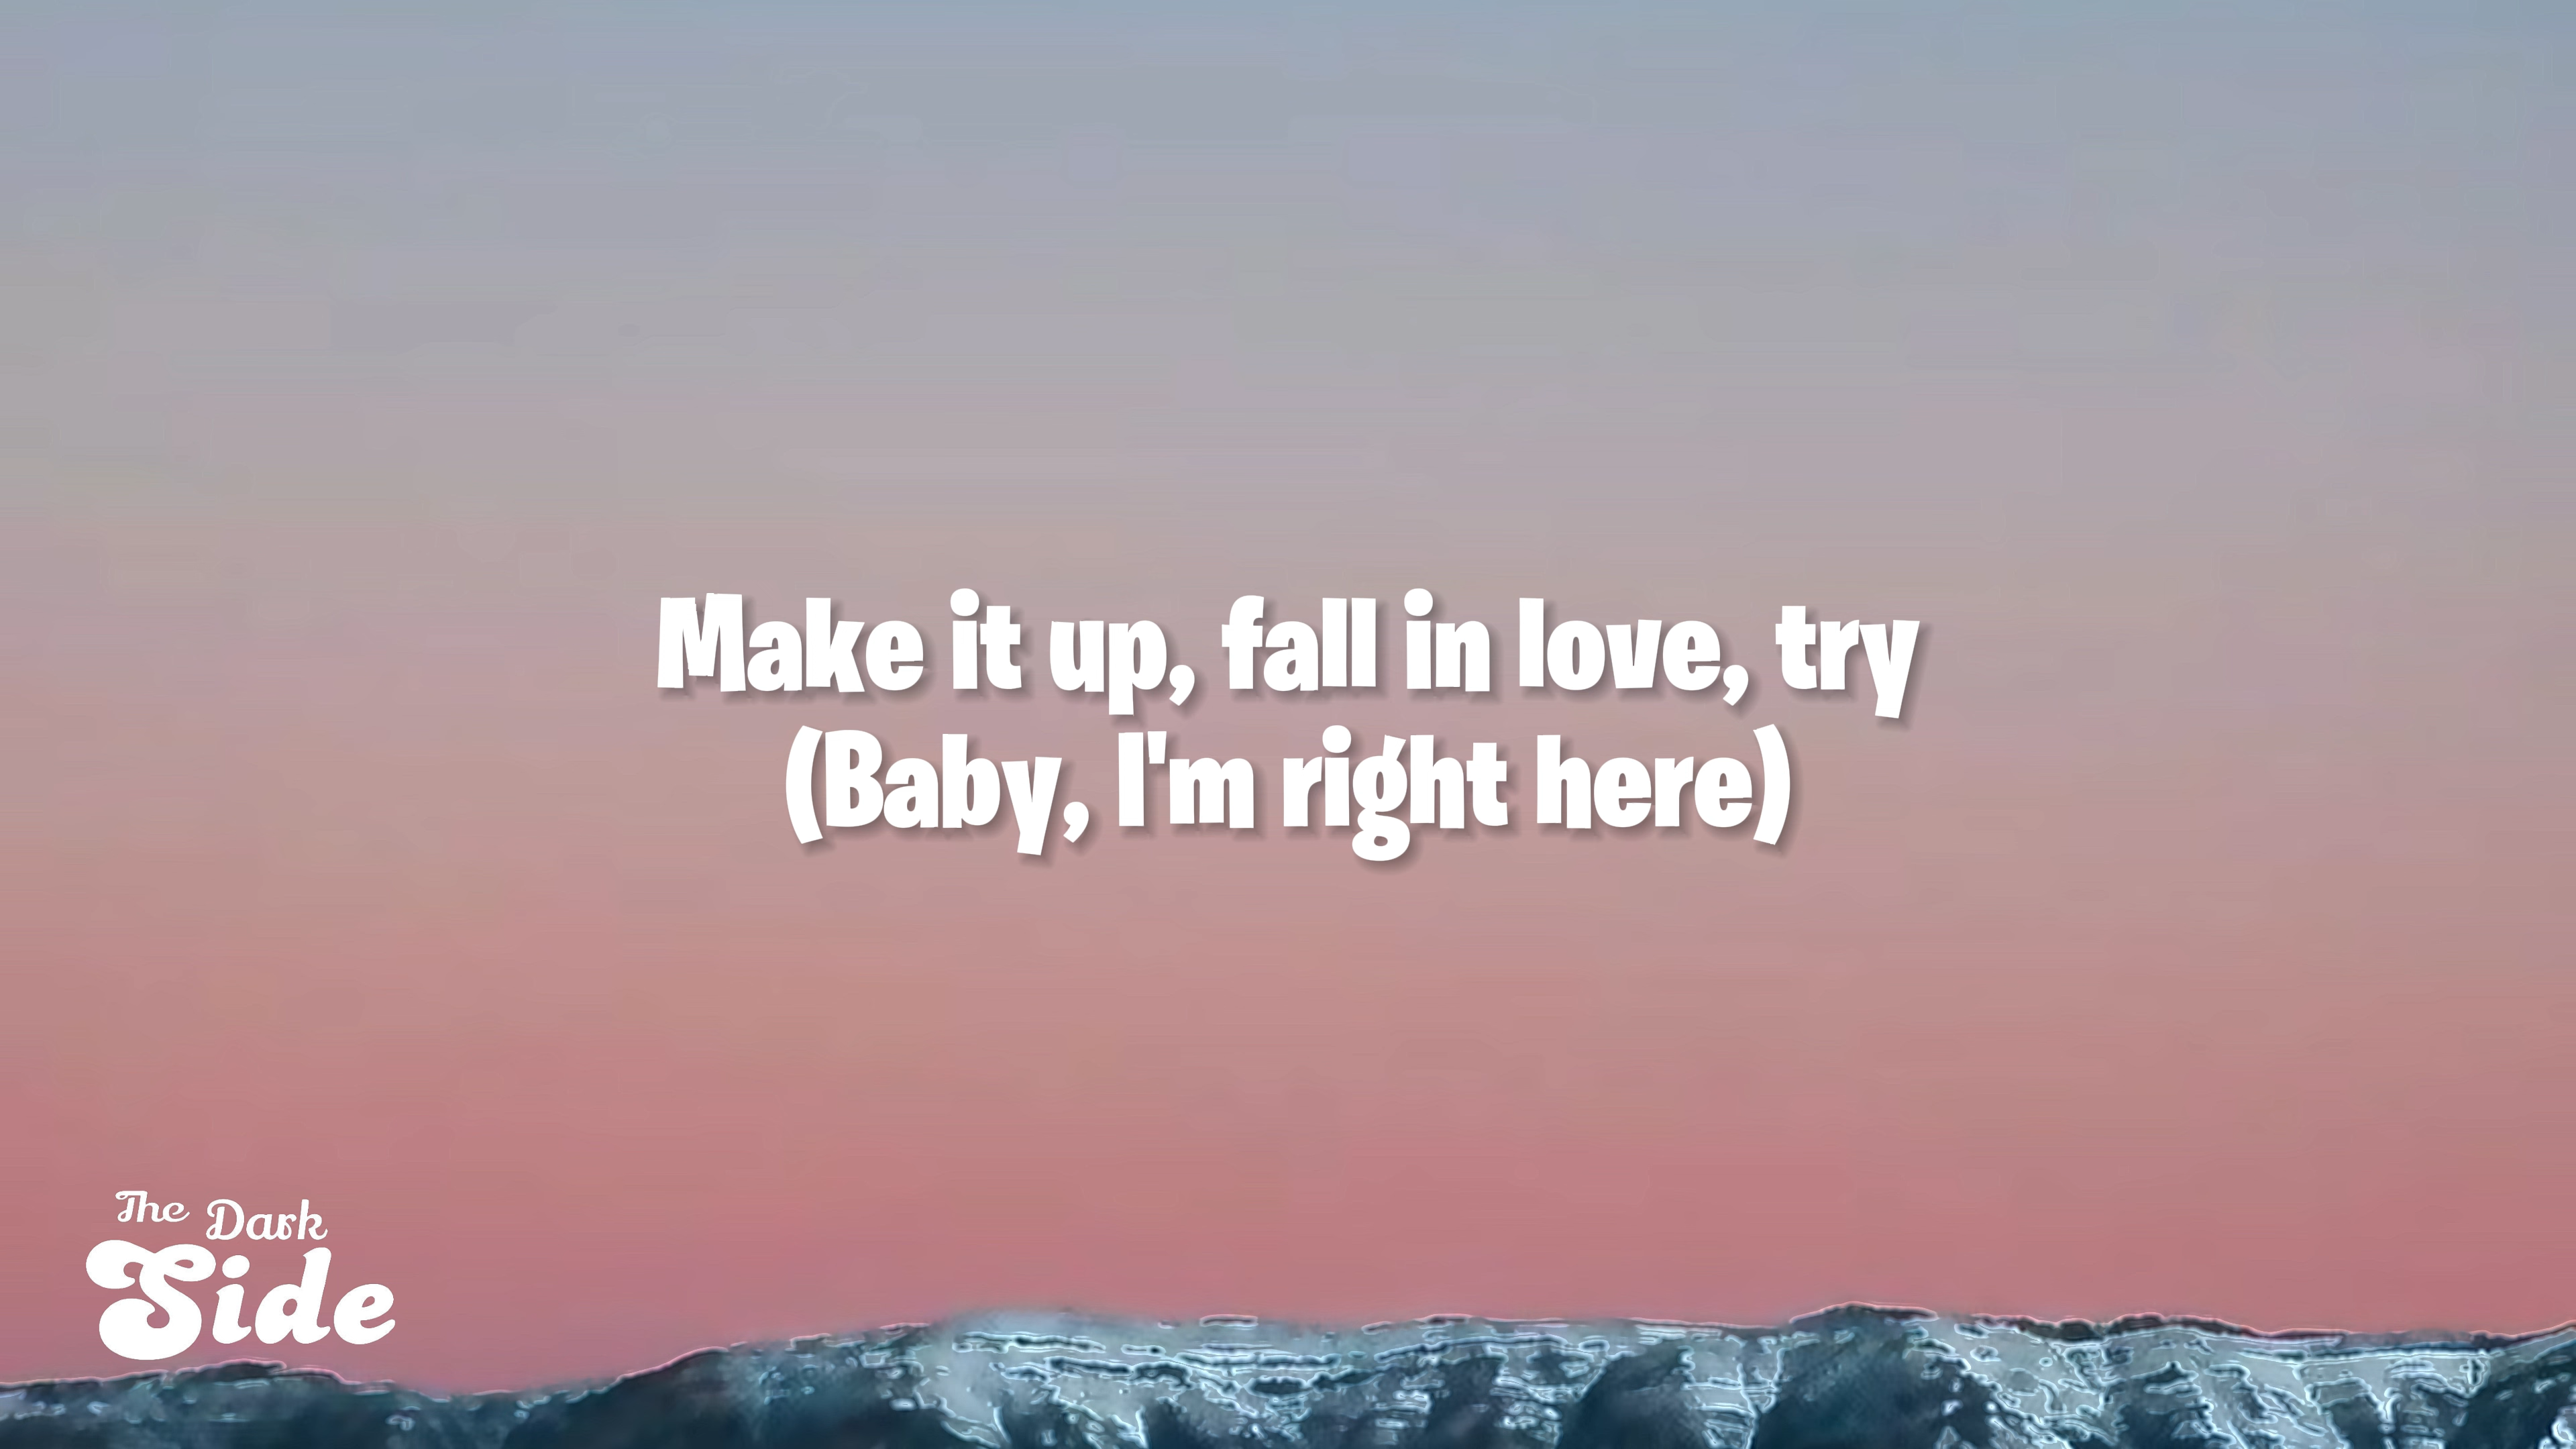 Make it up, fall in love, try
(Baby, I'm right here)
The Dark
Side